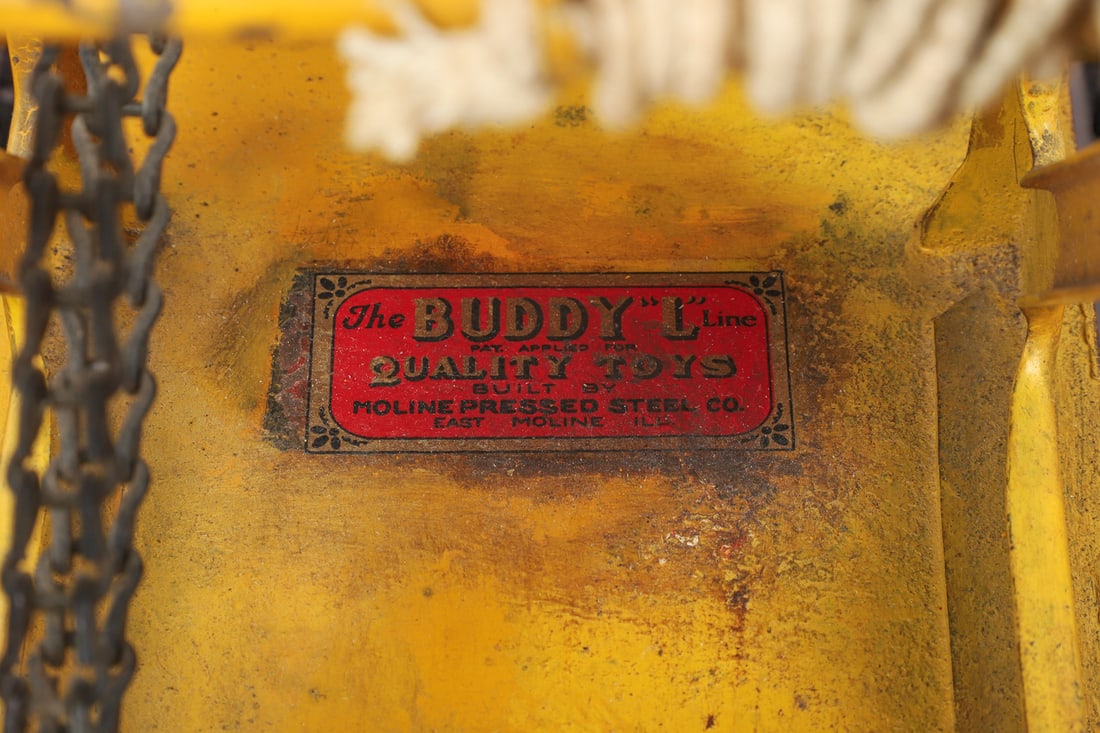 The BUDDY "L" Line
PAT. APPLIED FOR
QUALITY TOYS
BUILT BY
MOLINE PRESSED STEEL CO.
EAST MOLINE ILL.